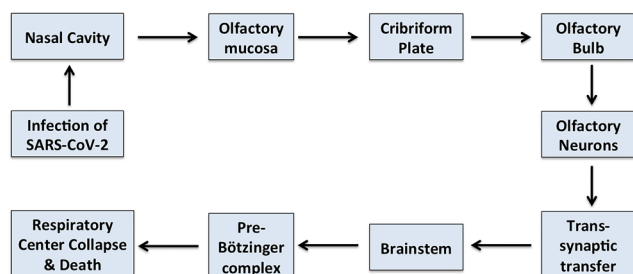 Nasal Cavity
Olfactory
mucosa
Cribriform
Plate
Olfactory
Bulb
Infection of
SARS-CoV-2
Olfactory
Neurons
Respiratory
Center Collapse
& Death
Pre-
Bötzinger
complex
Brainstem
Trans-
synaptic
transfer